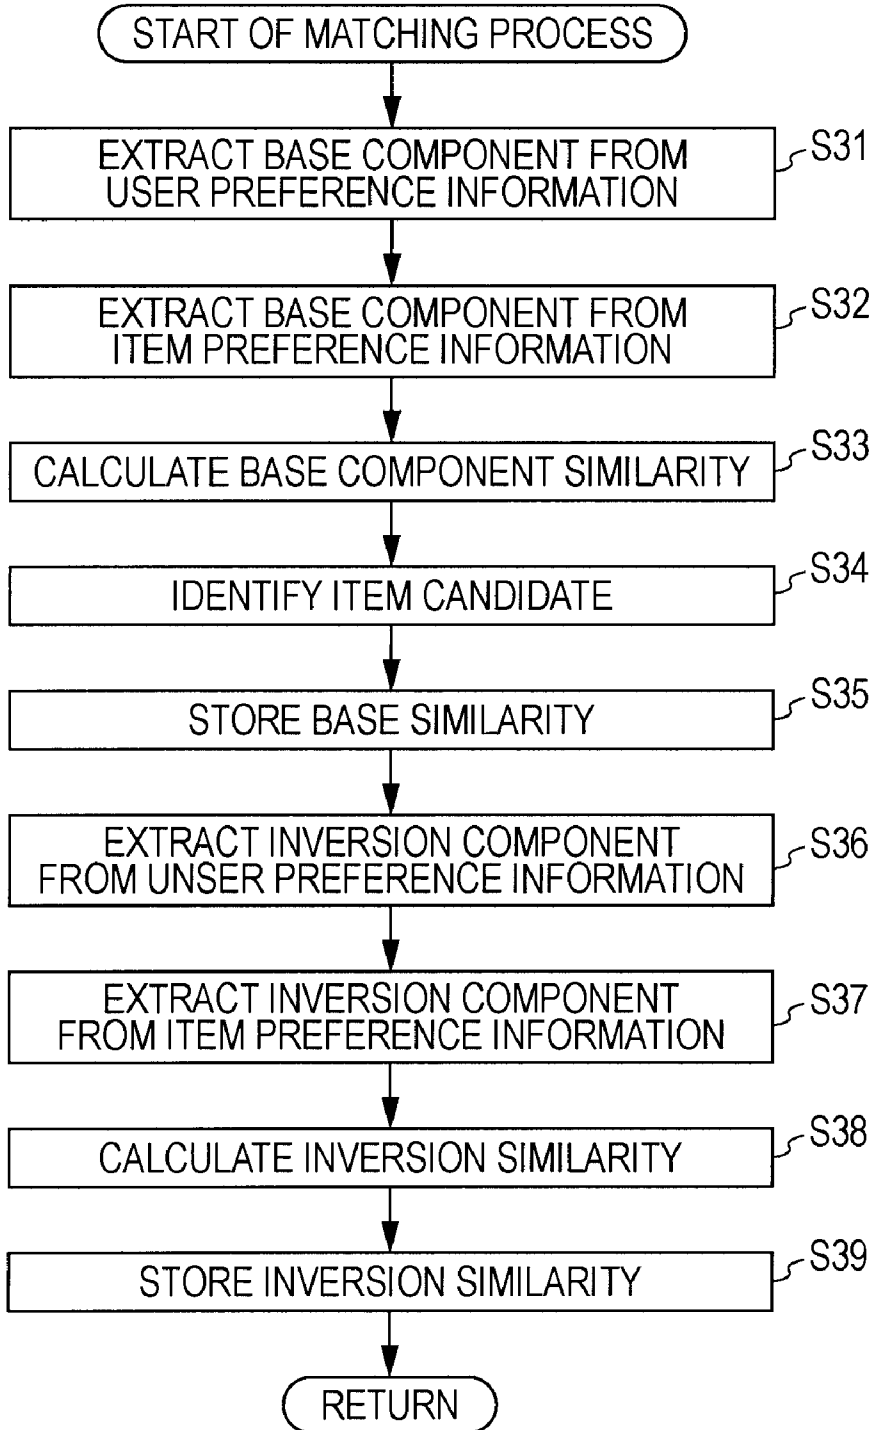 START OF MATCHING PROCESS
EXTRACT BASE COMPONENT FROM
USER PREFERENCE INFORMATION
S31
EXTRACT BASE COMPONENT FROM
ITEM PREFERENCE INFORMATION
S32
CALCULATE BASE COMPONENT SIMILARITY
S33
IDENTIFY ITEM CANDIDATE
S34
STORE BASE SIMILARITY
S35
EXTRACT INVERSION COMPONENT
FROM UNSER PREFERENCE INFORMATION
S36
EXTRACT INVERSION COMPONENT
FROM ITEM PREFERENCE INFORMATION
S37
CALCULATE INVERSION SIMILARITY
S38
STORE INVERSION SIMILARITY
S39
RETURN